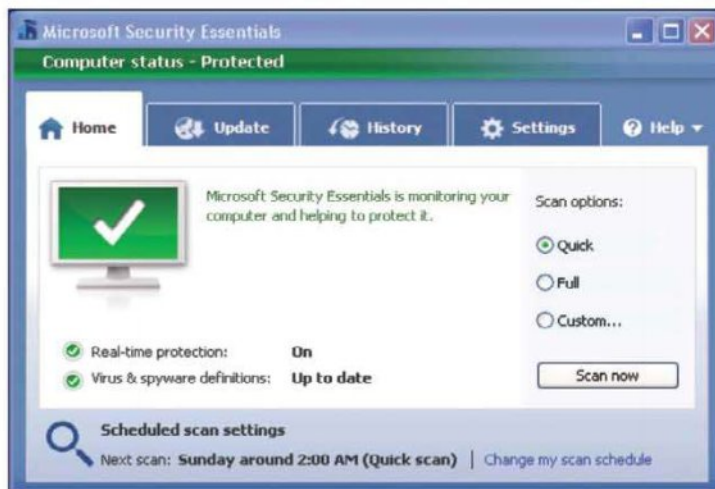 Microsoft Security Essentials
Computer status - Protected
Home
Update
History
Settings
Help
Microsoft Security Essentials is monitoring your
computer and helping to protect it.
Scan options:
Quick
Full
Custom...
Real-time protection: On
Virus & spyware definitions: Up to date
Scan now
Scheduled scan settings
Next scan: Sunday around 2:00 AM (Quick scan) | Change my scan schedule